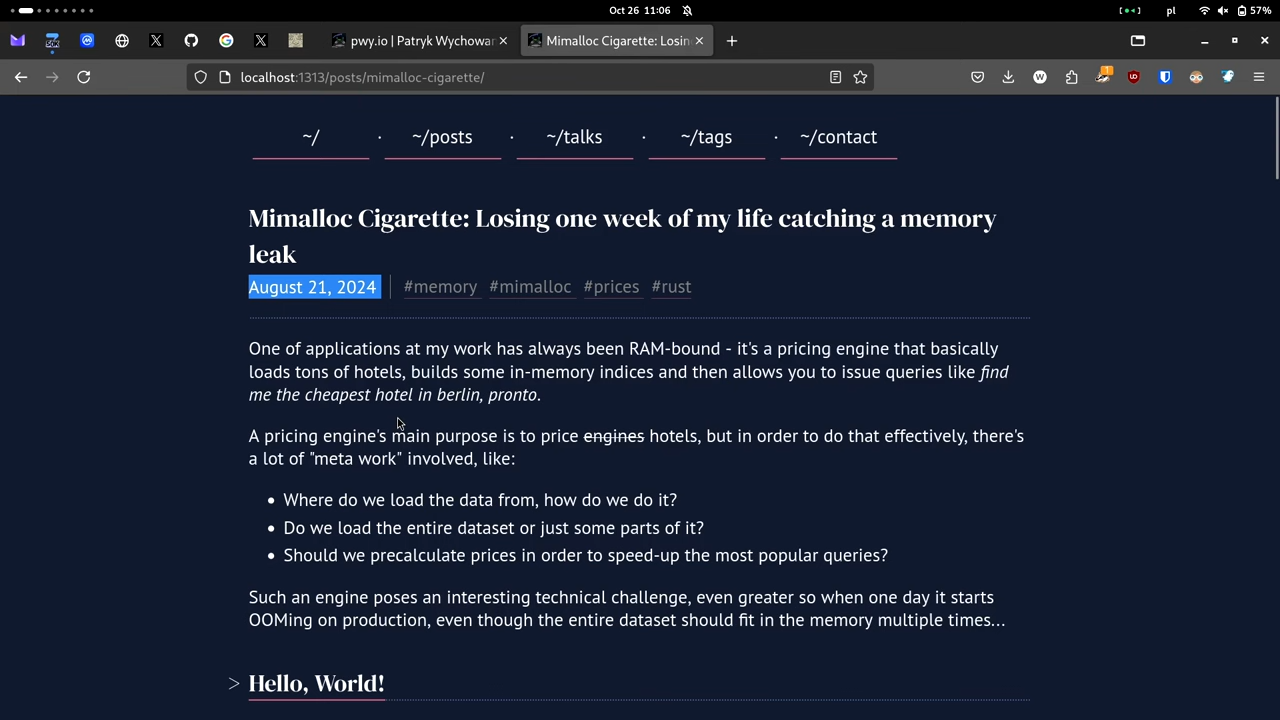 Oct 26 11:06
pl
57%
pwy.io | Patryk Wychowar
Mimalloc Cigarette: Losin
localhost:1313/posts/mimalloc-cigarette/
~/ · ~/posts · ~/talks · ~/tags · ~/contact
Mimalloc Cigarette: Losing one week of my life catching a memory
leak
August 21, 2024 #memory #mimalloc #prices #rust
One of applications at my work has always been RAM-bound - it's a pricing engine that basically
loads tons of hotels, builds some in-memory indices and then allows you to issue queries like find
me the cheapest hotel in berlin, pronto.
A pricing engine's main purpose is to price engines hotels, but in order to do that effectively, there's
a lot of "meta work" involved, like:
• Where do we load the data from, how do we do it?
• Do we load the entire dataset or just some parts of it?
• Should we precalculate prices in order to speed-up the most popular queries?
Such an engine poses an interesting technical challenge, even greater so when one day it starts
OOMing on production, even though the entire dataset should fit in the memory multiple times...
> Hello, World!